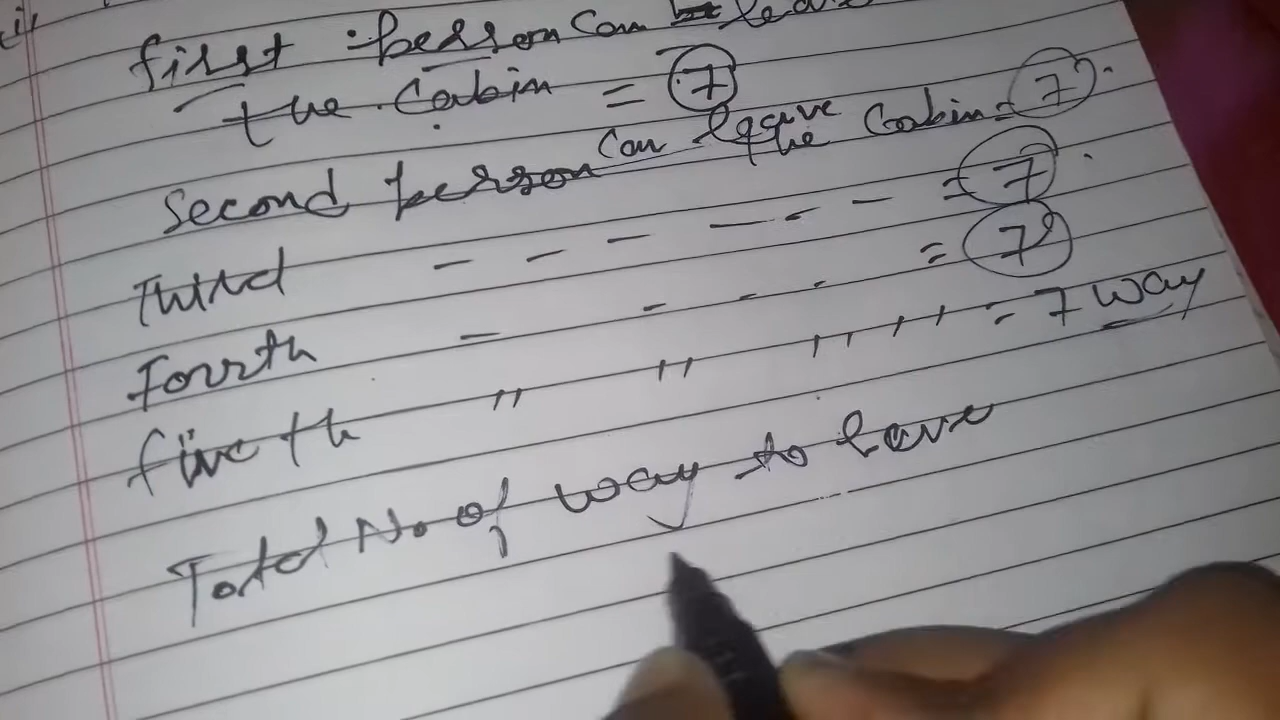 first person can leave
the cabin = 7
Second person can leave the cabin = 7
Third - - - - - - = 7
Fourth - - - - = 7
fiveth " " " " " = 7 way
Total No of way to leave